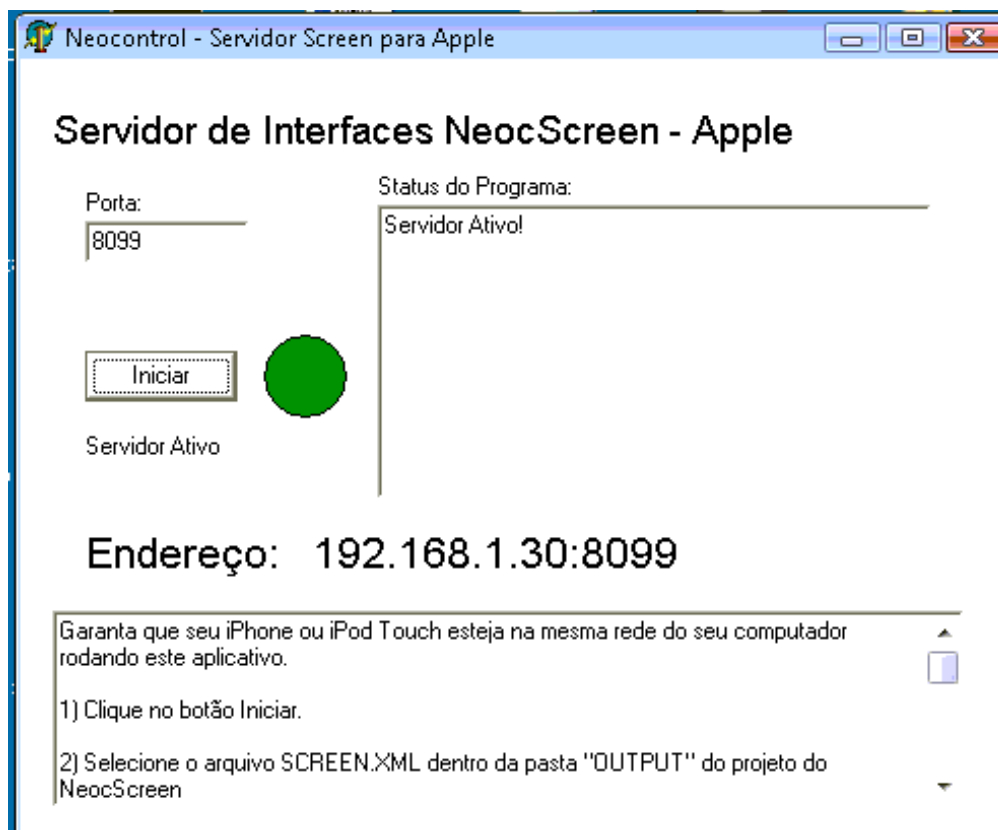 Neocontrol - Servidor Screen para Apple
Servidor de Interfaces NeocScreen - Apple
Porta:
8099
Status do Programa:
Servidor Ativo!
Iniciar
Servidor Ativo
Endereço: 192.168.1.30:8099
Garanta que seu iPhone ou iPod Touch esteja na mesma rede do seu computador
rodando este aplicativo.
1) Clique no botão Iniciar.
2) Selecione o arquivo SCREEN.XML dentro da pasta "OUTPUT" do projeto do
NeocScreen